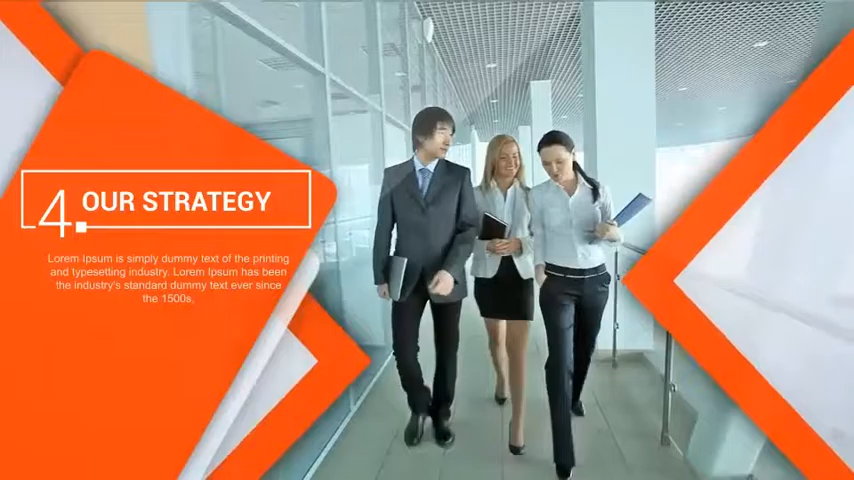 4. OUR STRATEGY
Lorem Ipsum is simply dummy text of the printing
and typesetting industry. Lorem Ipsum has been
the industry's standard dummy text ever since
the 1500s,